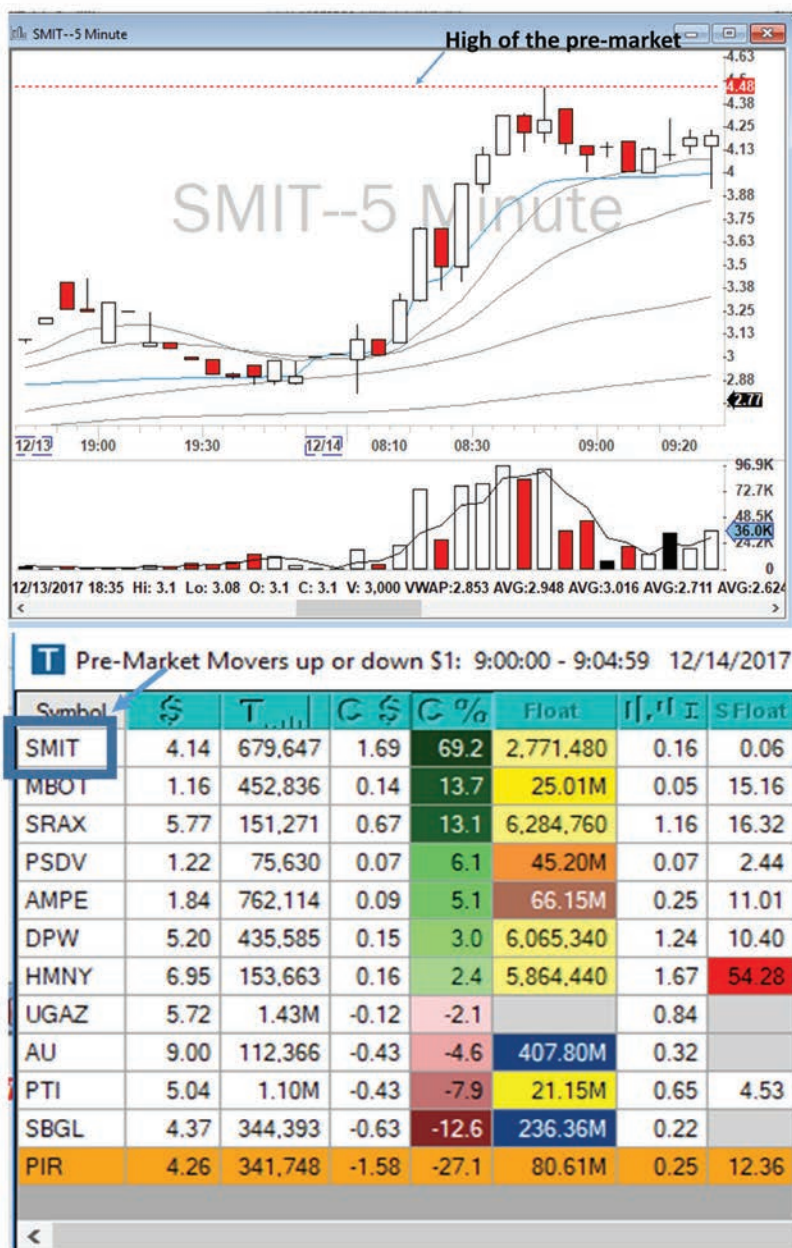 SMIT--5 Minute
High of the pre-market
SMIT--5 Minute
4.63
4.48
4.38
4.25
4.13
4
3.88
3.75
3.63
3.5
3.38
3.25
3.13
3
2.88
2.77
12/13 19:00 19:30 12/14 08:10 08:30 09:00 09:20
96.9K
72.7K
48.5K
36.0K
24.2K
0
12/13/2017 18:35 Hi: 3.1 Lo: 3.08 O: 3.1 C: 3.1 V: 3,000 VWAP:2.853 AVG:2.948 AVG:3.016 AVG:2.711 AVG:2.624
T Pre-Market Movers up or down $1: 9:00:00 - 9:04:59 12/14/2017
Symbol $ T C $ C % Float S Float
SMIT 4.14 679,647 1.69 69.2 2,771,480 0.16 0.06
MBOT 1.16 452,836 0.14 13.7 25.01M 0.05 15.16
SRAX 5.77 151,271 0.67 13.1 6,284,760 1.16 16.32
PSDV 1.22 75,630 0.07 6.1 45.20M 0.07 2.44
AMPE 1.84 762,114 0.09 5.1 66.15M 0.25 11.01
DPW 5.20 435,585 0.15 3.0 6,065,340 1.24 10.40
HMNY 6.95 153,663 0.16 2.4 5,864,440 1.67 54.28
UGAZ 5.72 1.43M -0.12 -2.1 0.84
AU 9.00 112,366 -0.43 -4.6 407.80M 0.32
PTI 5.04 1.10M -0.43 -7.9 21.15M 0.65 4.53
SBGL 4.37 344,393 -0.63 -12.6 236.36M 0.22
PIR 4.26 341,748 -1.58 -27.1 80.61M 0.25 12.36